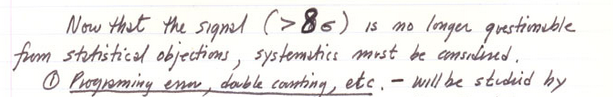 Now that the signal (>8σ) is no longer questionable
from statistical objections, systematics must be considered.
① Programing error, double counting, etc. – will be studied by